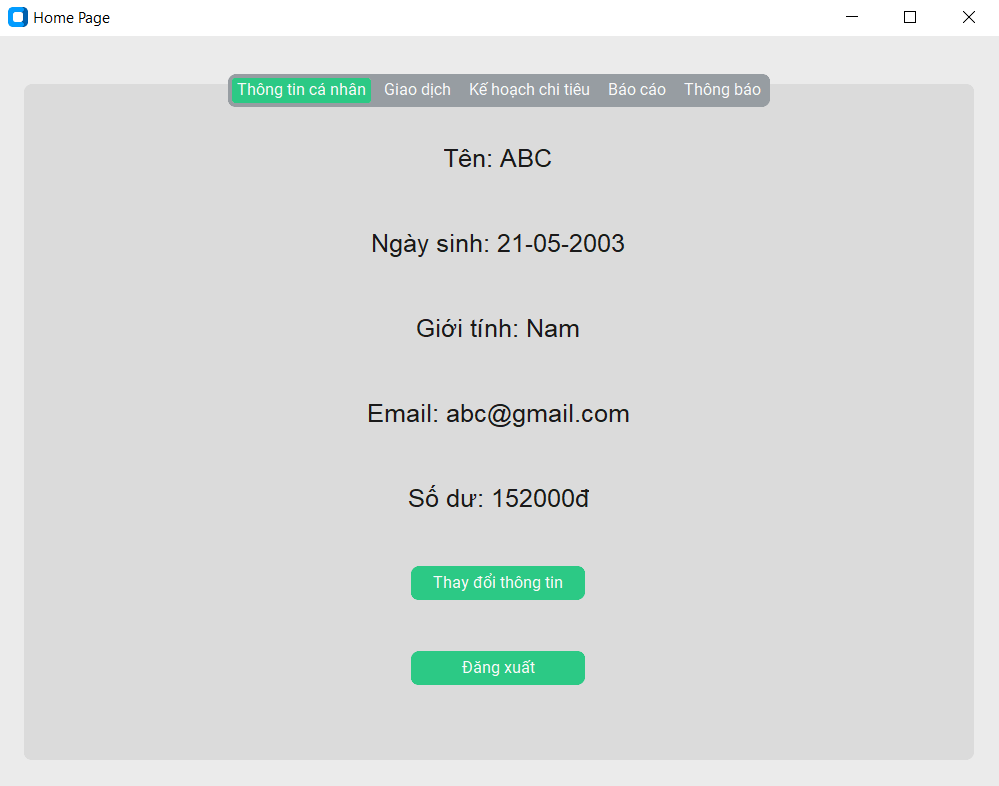 Home Page
Thông tin cá nhân Giao dịch Kế hoạch chi tiêu Báo cáo Thông báo
Tên: ABC
Ngày sinh: 21-05-2003
Giới tính: Nam
Email: abc@gmail.com
Số dư: 152000đ
Thay đổi thông tin
Đăng xuất